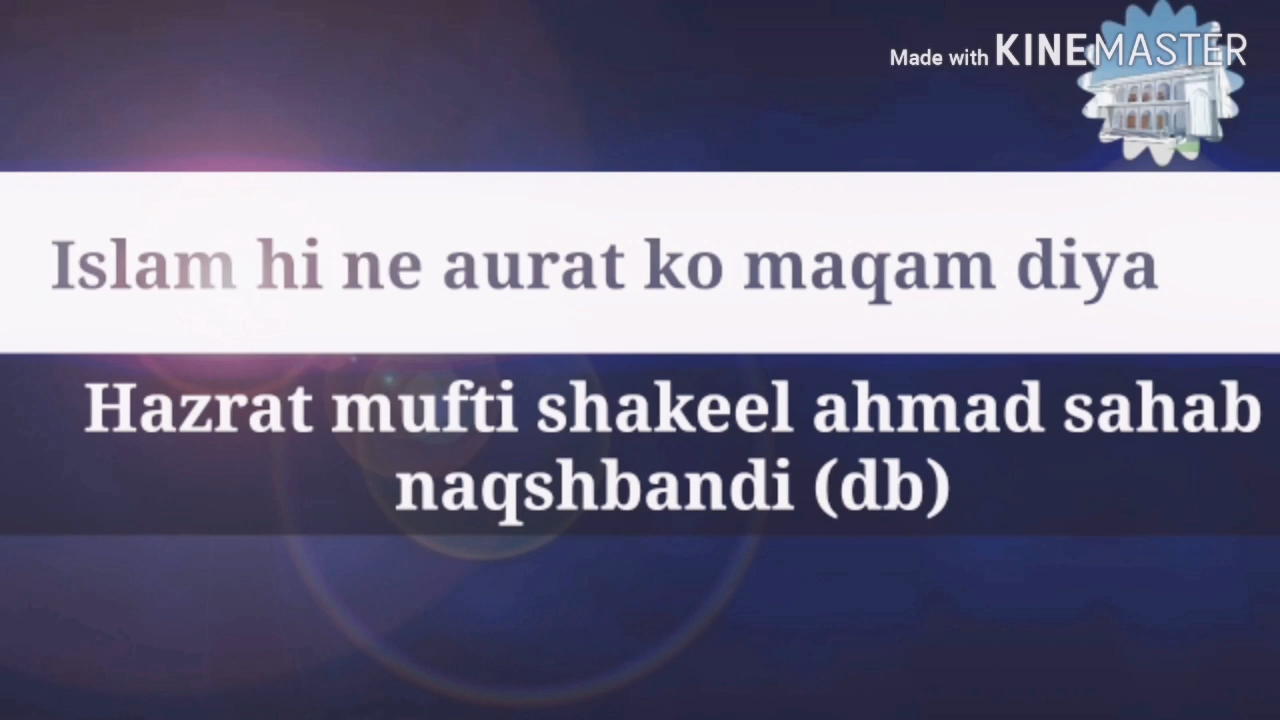 Made with KINEMASTER
Islam hi ne aurat ko maqam diya
Hazrat mufti shakeel ahmad sahab
naqshbandi (db)